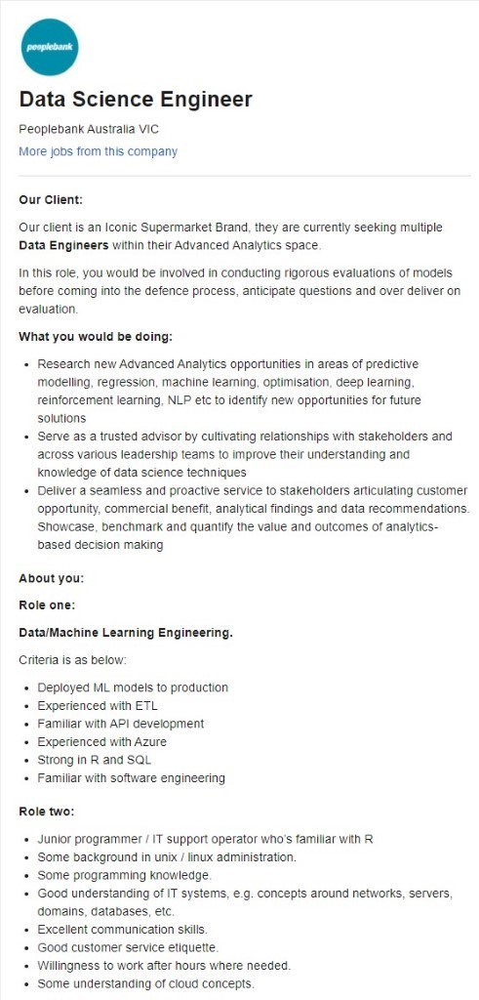 peoplebank
Data Science Engineer
Peoplebank Australia VIC
More jobs from this company
Our Client:
Our client is an Iconic Supermarket Brand, they are currently seeking multiple
Data Engineers within their Advanced Analytics space.
In this role, you would be involved in conducting rigorous evaluations of models
before coming into the defence process, anticipate questions and over deliver on
evaluation.
What you would be doing:
• Research new Advanced Analytics opportunities in areas of predictive
modelling, regression, machine learning, optimisation, deep learning,
reinforcement learning, NLP etc to identify new opportunities for future
solutions
• Serve as a trusted advisor by cultivating relationships with stakeholders and
across various leadership teams to improve their understanding and
knowledge of data science techniques
• Deliver a seamless and proactive service to stakeholders articulating customer
opportunity, commercial benefit, analytical findings and data recommendations.
Showcase, benchmark and quantify the value and outcomes of analytics-
based decision making
About you:
Role one:
Data/Machine Learning Engineering.
Criteria is as below:
• Deployed ML models to production
• Experienced with ETL
• Familiar with API development
• Experienced with Azure
• Strong in R and SQL
• Familiar with software engineering
Role two:
• Junior programmer / IT support operator who's familiar with R
• Some background in unix / linux administration.
• Some programming knowledge.
• Good understanding of IT systems, e.g. concepts around networks, servers,
domains, databases, etc.
• Excellent communication skills.
• Good customer service etiquette.
• Willingness to work after hours where needed.
• Some understanding of cloud concepts.